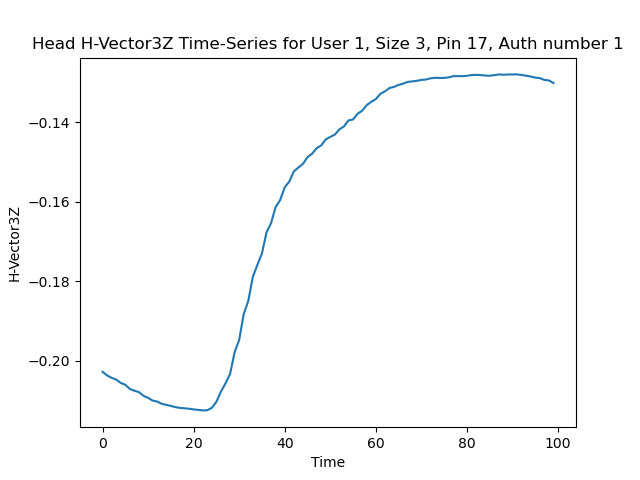 Head H-Vector3Z Time-Series for User 1, Size 3, Pin 17, Auth number 1
H-Vector3Z
−0.14
−0.16
−0.18
−0.20
0 20 40 60 80 100
Time